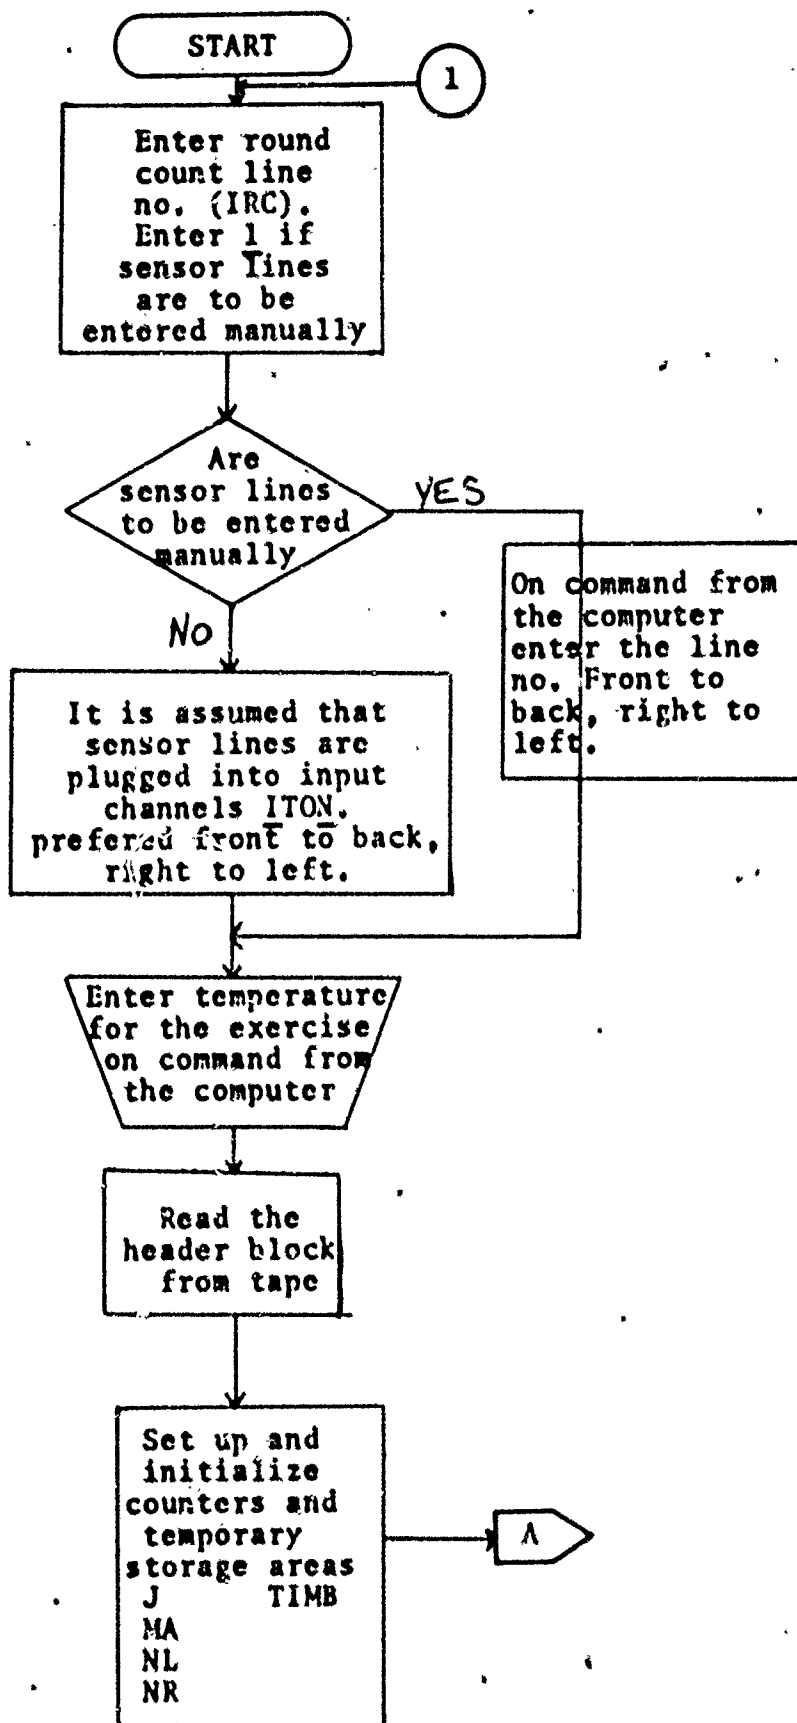 START
1
Enter round
count line
no. (IRC).
Enter 1 if
sensor lines
are to be
entered manually
Are
sensor lines
to be entered
manually
YES
NO
On command from
the computer
enter the line
no. Front to
back, right to
left.
It is assumed that
sensor lines are
plugged into input
channels ITON.
prefered front to back,
right to left.
Enter temperature
for the exercise
on command from
the computer
Read the
header block
from tape
Set up and
initialize
counters and
temporary
storage areas
J TIMB
MA
NL
NR
A